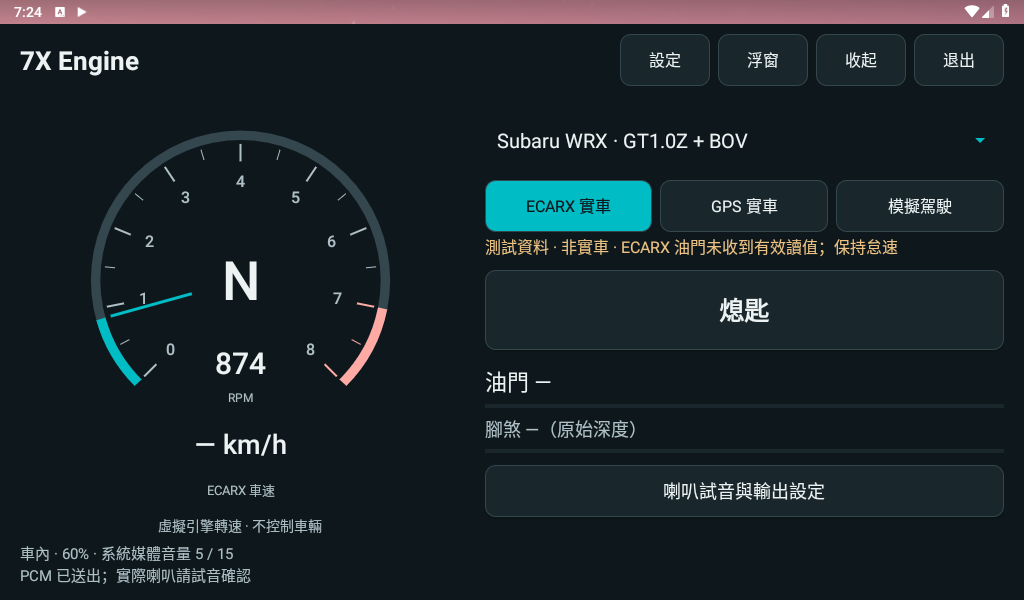 7:24
7X Engine
設定
浮窗
收起
退出
Subaru WRX · GT1.0Z + BOV
ECARX 實車
GPS 實車
模擬駕駛
測試資料 · 非實車 · ECARX 油門未收到有效讀值；保持怠速
熄匙
油門 —
腳煞 —（原始深度）
喇叭試音與輸出設定
0
1
2
3
4
5
6
7
8
N
874
RPM
— km/h
ECARX 車速
虛擬引擎轉速 · 不控制車輛
車內 · 60% · 系統媒體音量 5 / 15
PCM 已送出；實際喇叭請試音確認